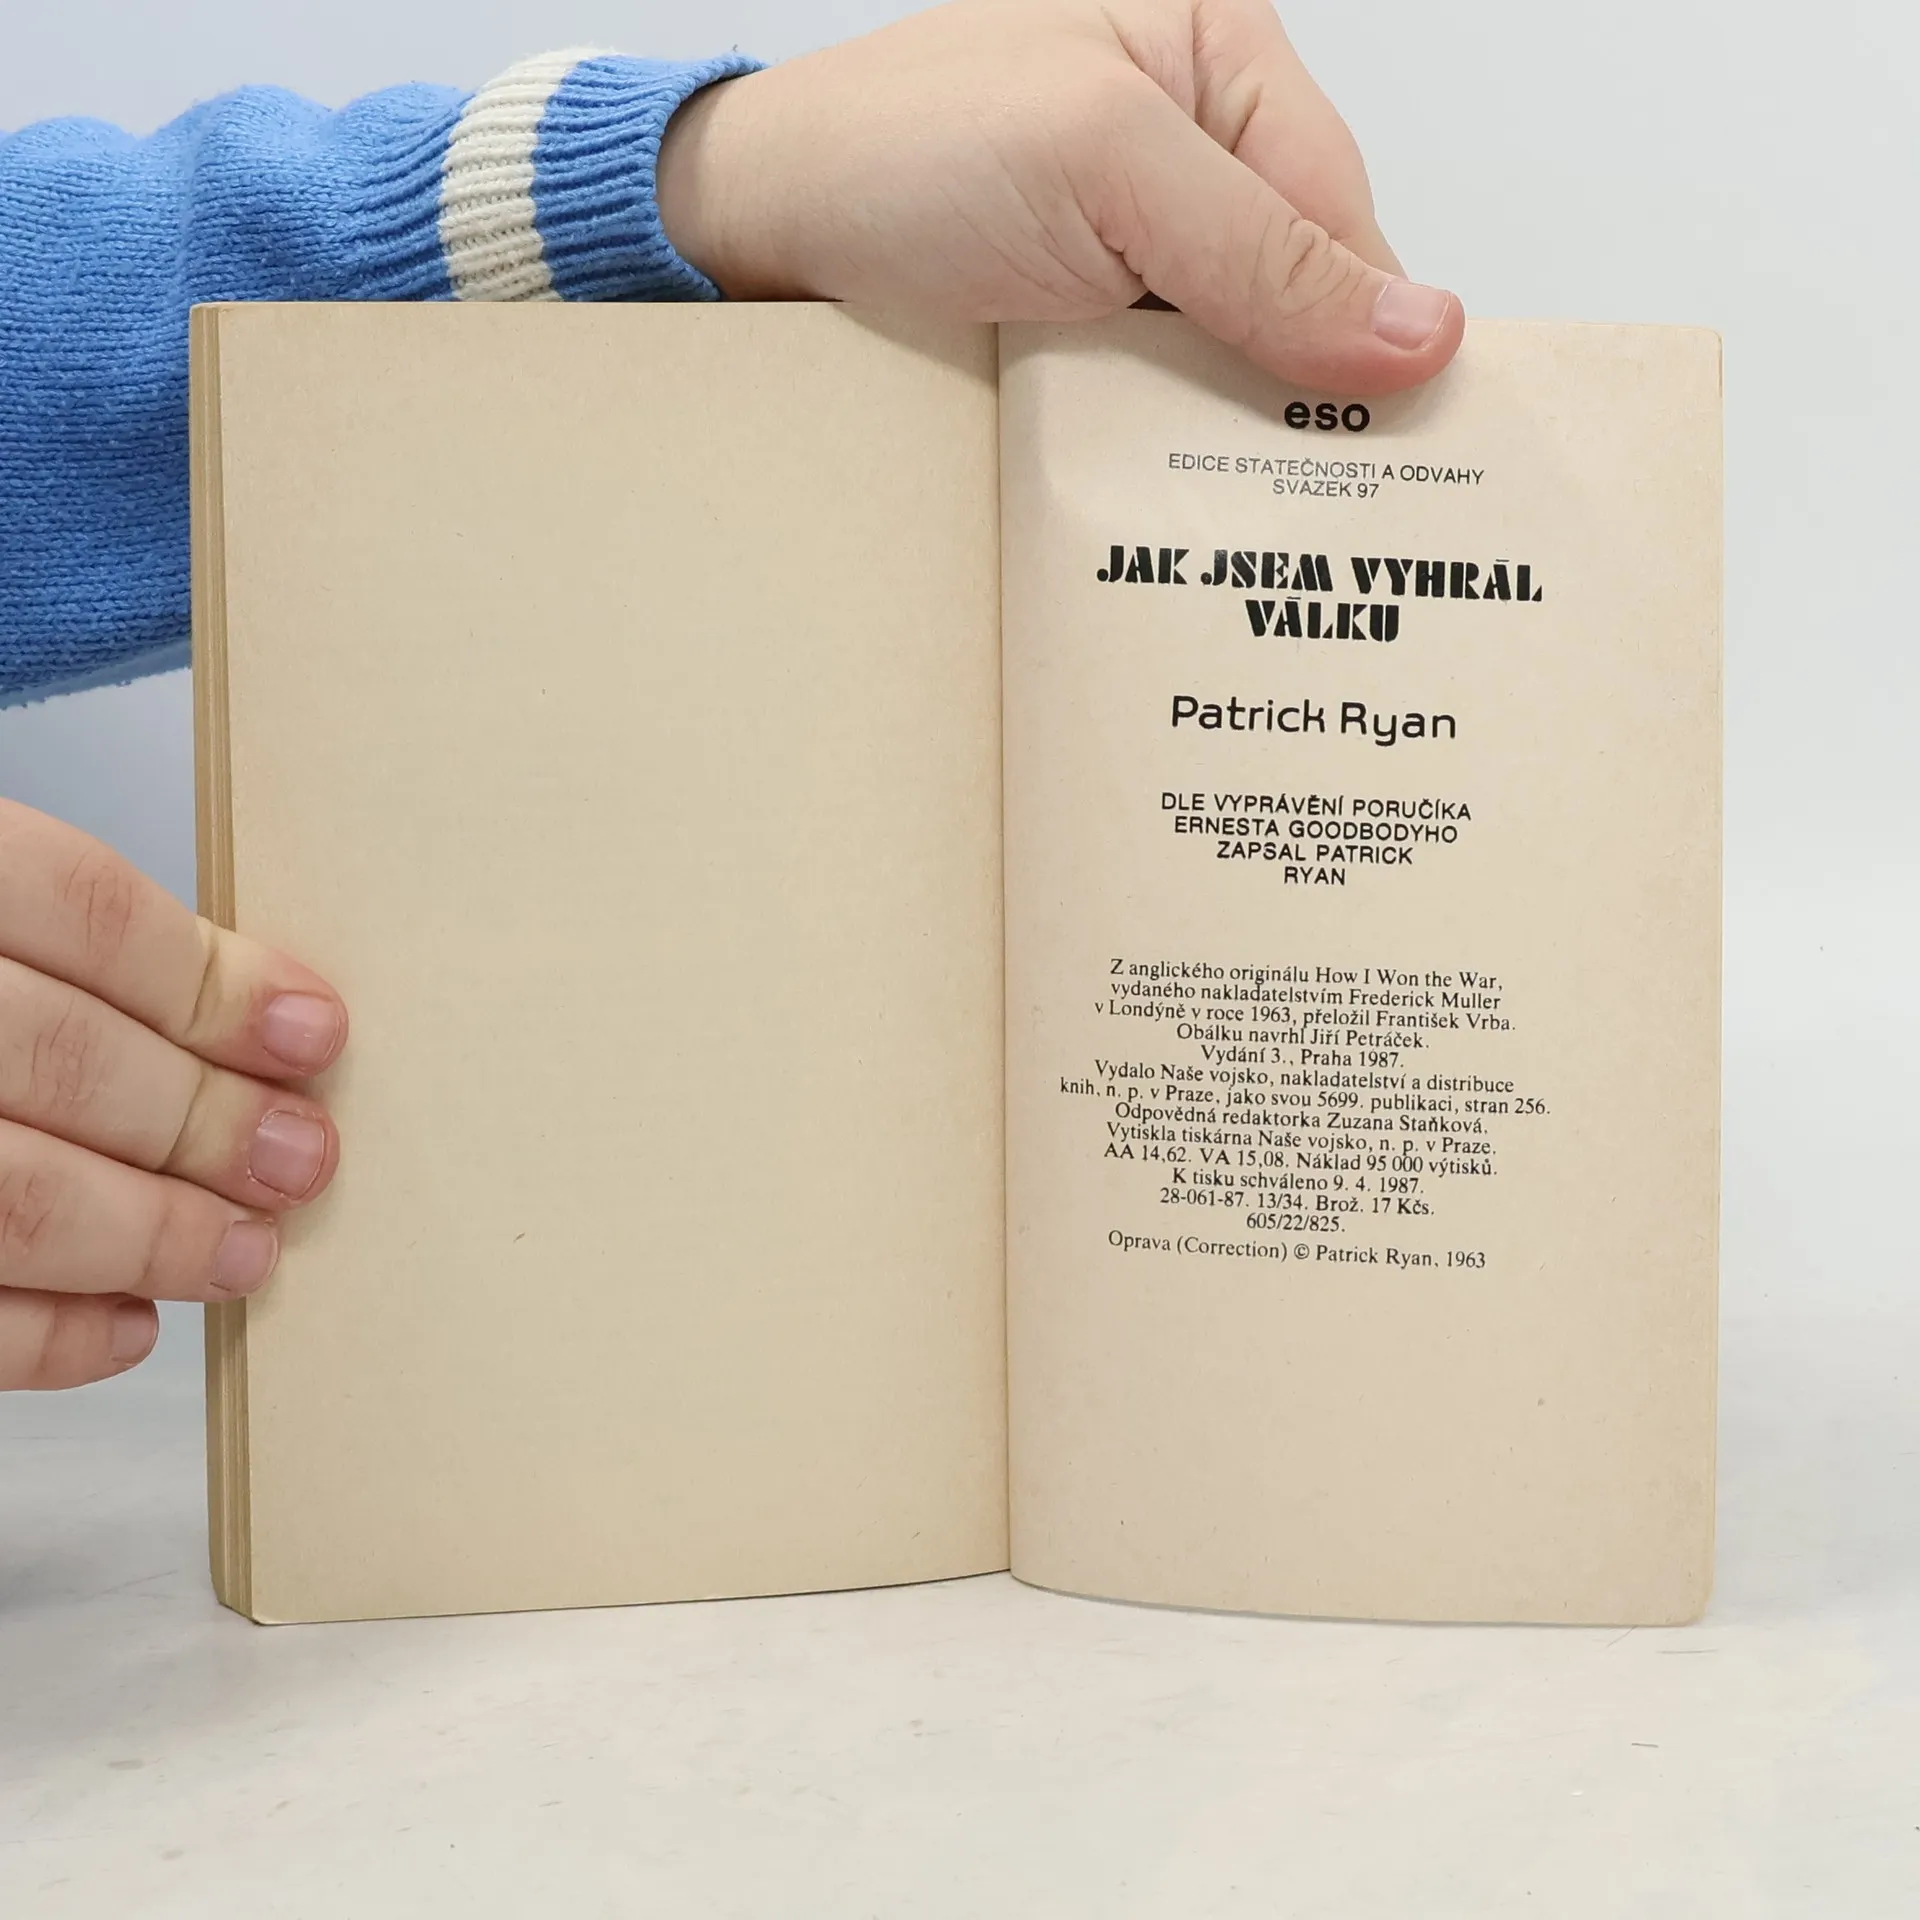 eso
EDICE STATEČNOSTI A ODVAHY
SVAZEK 97
JAK JSEM VYHRÁL
VÁLKU
Patrick Ryan
DLE VYPRÁVĚNÍ PORUČÍKA
ERNESTA GOODBODYHO
ZAPSAL PATRICK
RYAN
Z anglického originálu How I Won the War,
vydaného nakladatelstvím Frederick Muller
v Londýně v roce 1963, přeložil František Vrba.
Obálku navrhl Jiří Petráček.
Vydání 3., Praha 1987.
Vydalo Naše vojsko, nakladatelství a distribuce
knih, n. p. v Praze, jako svou 5699. publikaci, stran 256.
Odpovědná redaktorka Zuzana Staňková.
Vytiskla tiskárna Naše vojsko, n. p. v Praze.
AA 14,62. VA 15,08. Náklad 95 000 výtisků.
K tisku schváleno 9. 4. 1987.
28-061-87. 13/34. Brož. 17 Kčs.
605/22/825.
Oprava (Correction) © Patrick Ryan, 1963